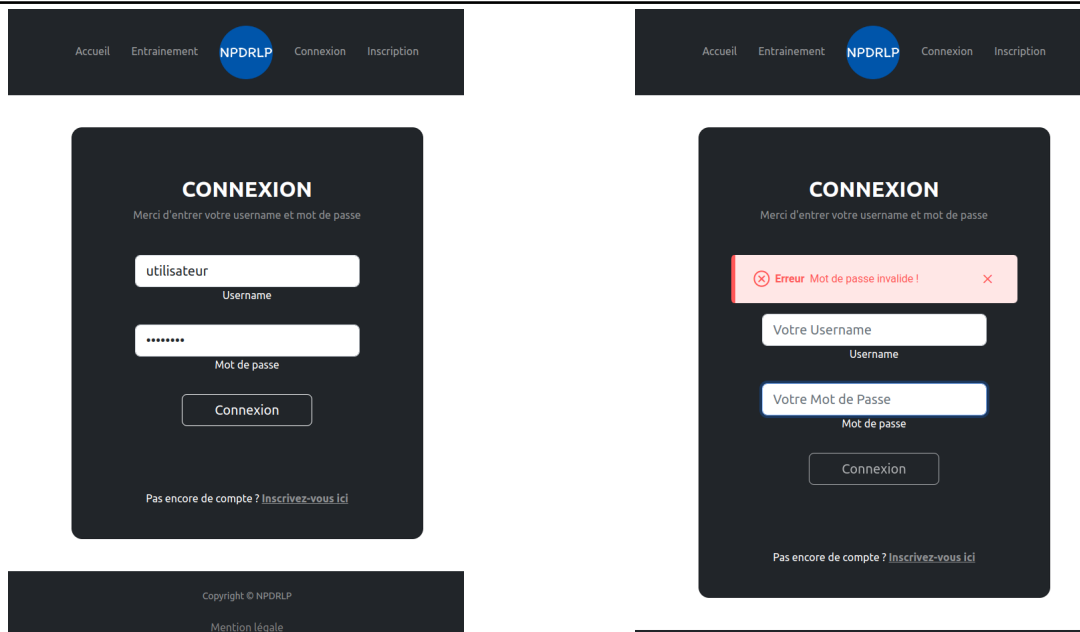 Accueil Entrainement NPDRLP Connexion Inscription
CONNEXION
Merci d'entrer votre username et mot de passe
utilisateur
Username
••••••••
Mot de passe
Connexion
Pas encore de compte ? Inscrivez-vous ici
Copyright © NPDRLP
Mention légale
Accueil Entrainement NPDRLP Connexion Inscription
CONNEXION
Merci d'entrer votre username et mot de passe
Erreur Mot de passe invalide !
Votre Username
Username
Votre Mot de Passe
Mot de passe
Connexion
Pas encore de compte ? Inscrivez-vous ici